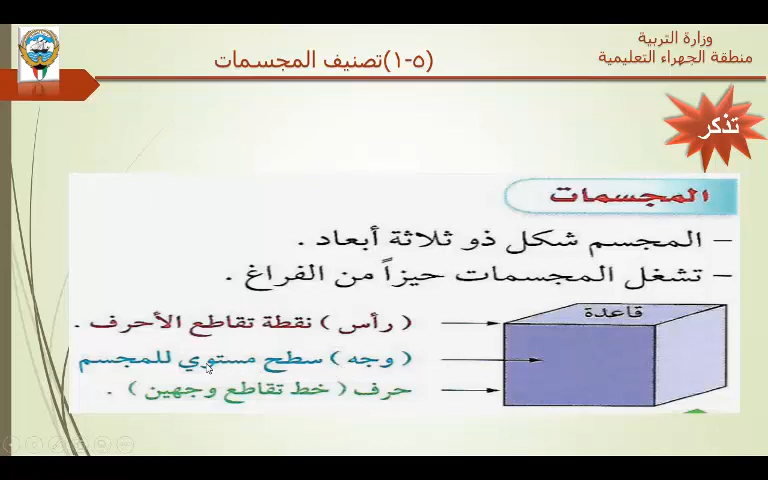 وزارة التربية
منطقة الجهراء التعليمية
(٥-١)تصنيف المجسمات
تذكر
المجسمات
– المجسم شكل ذو ثلاثة أبعاد .
– تشغل المجسمات حيزاً من الفراغ .
قاعدة
( رأس ) نقطة تقاطع الأحرف .
( وجه ) سطح مستوي للمجسم
حرف ( خط تقاطع وجهين ) .